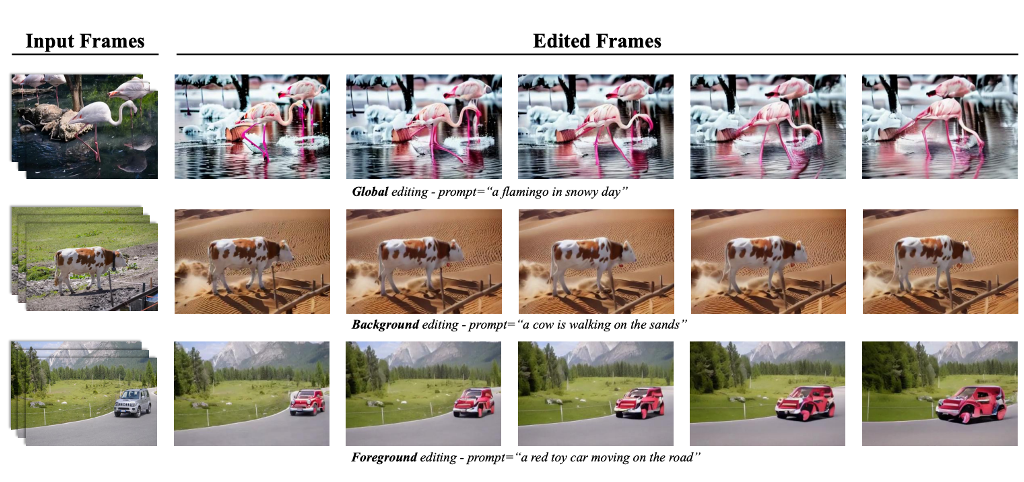 Input Frames
Edited Frames
Global editing - prompt=“a flamingo in snowy day”
Background editing - prompt=“a cow is walking on the sands”
Foreground editing - prompt=“a red toy car moving on the road”